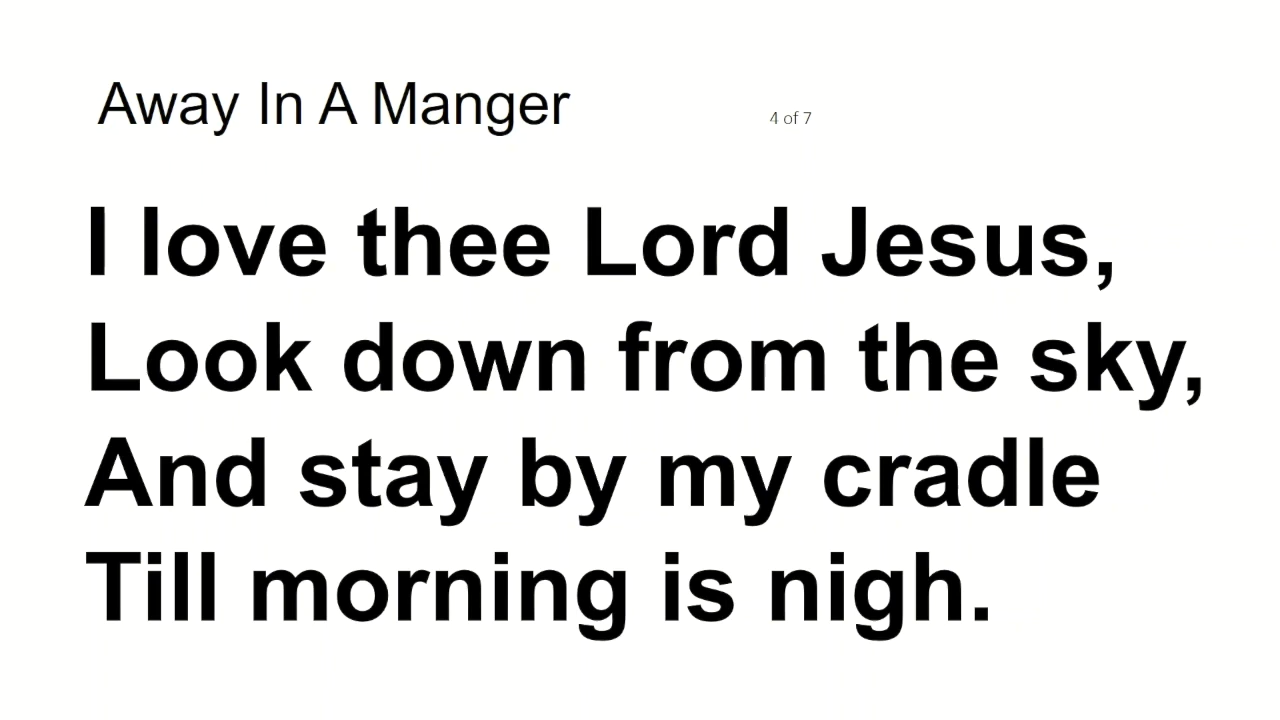 Away In A Manger
4 of 7
I love thee Lord Jesus,
Look down from the sky,
And stay by my cradle
Till morning is nigh.